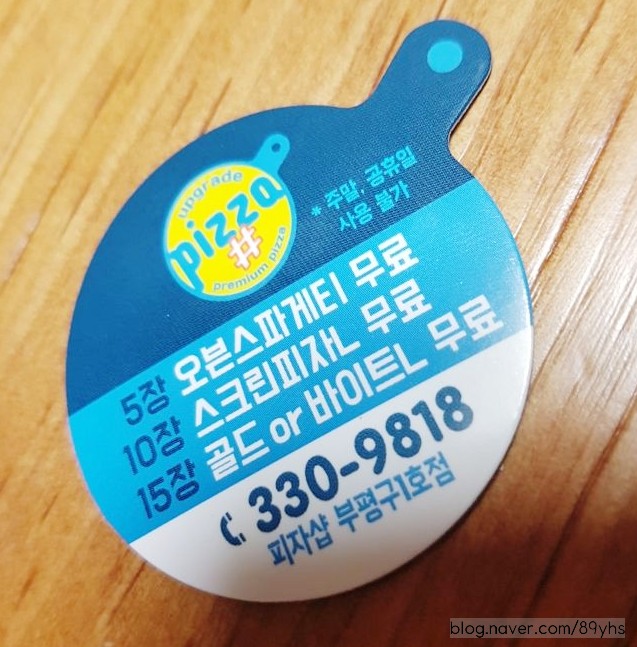 upgrade
pizza
#
premium pizza
* 주말, 공휴일
사용 불가
5장 오븐스파게티 무료
10장 스크린피자L 무료
15장 골드 or 바이트L 무료
330-9818
피자샵 부평구1호점
blog.naver.com/89yhs